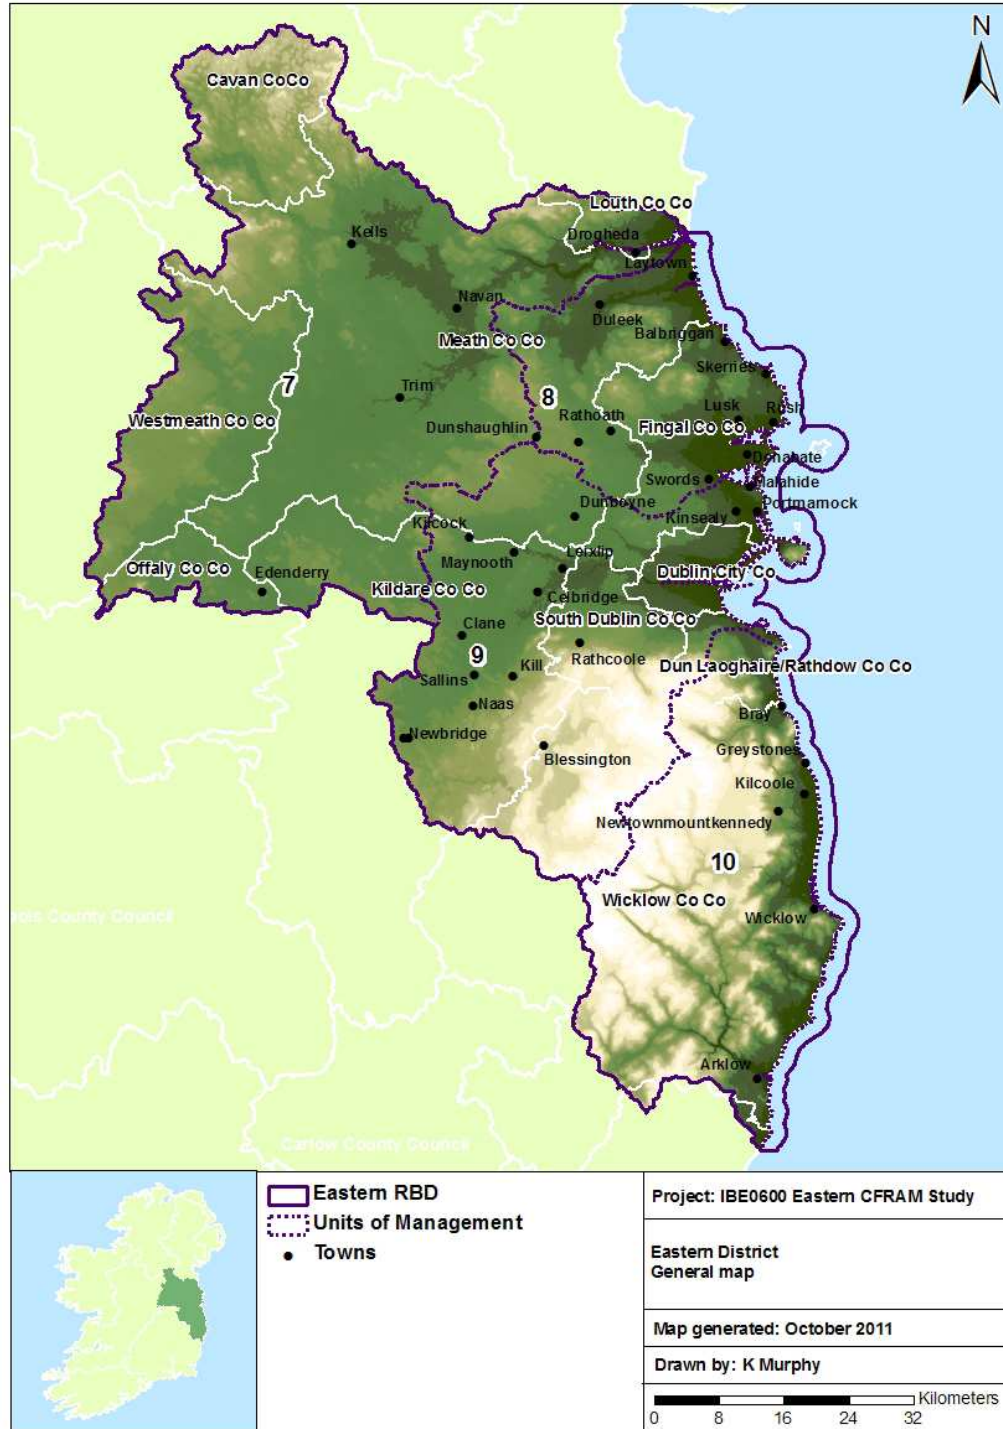 N
Cavan CoCo
Louth Co Co
Drogheda
Kells
Laytown
Navan
Duleek
Meath Co Co
Balbriggan
Skerries
7
Trim
8
Lusk
Rush
Westmeath Co Co
Rathoath
Dunshaughlin
Fingal Co Co
Donabate
Swords
Malahide
Dunboyne
Portmarnock
Kinsealy
Kilcock
Maynooth
Leixlip
Offaly Co Co
Edenderry
Dublin City Co
Kildare Co Co
Celbridge
South Dublin Co Co
Clane
9
Rathcoole
Kill
Dun Laoghaire/Rathdow Co Co
Sallins
Naas
Bray
Newbridge
Greystones
Blessington
Kilcoole
Newtownmountkennedy
10
Wicklow Co Co
County Council
Wicklow
Arklow
Carlow County Council
Eastern RBD
Units of Management
Towns
Project: IBE0600 Eastern CFRAM Study
Eastern District
General map
Map generated: October 2011
Drawn by: K Murphy
Kilometers
0 8 16 24 32